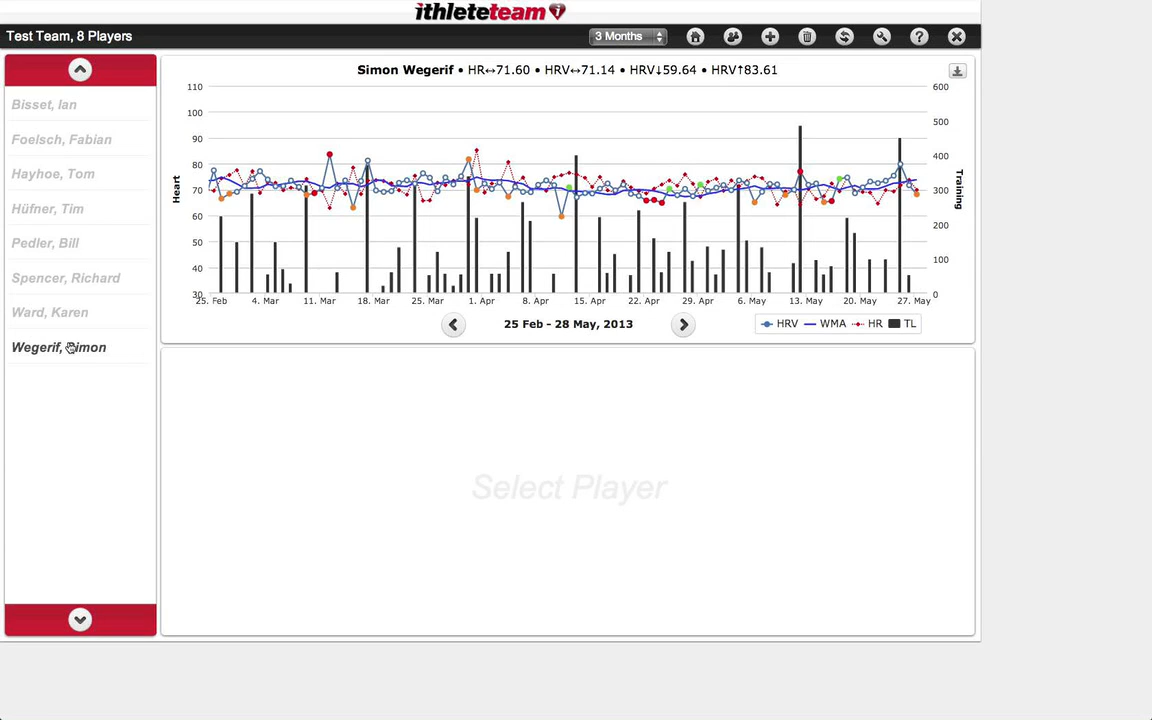 ithleteteam
Test Team, 8 Players
3 Months
Bisset, Ian
Foelsch, Fabian
Hayhoe, Tom
Hüfner, Tim
Pedler, Bill
Spencer, Richard
Ward, Karen
Wegerif, Simon
Simon Wegerif • HR↔71.60 • HRV↔71.14 • HRV↓59.64 • HRV↑83.61
110
100
90
80
70
60
50
40
30
Heart
600
500
400
300
200
100
0
Training
25. Feb 4. Mar 11. Mar 18. Mar 25. Mar 1. Apr 8. Apr 15. Apr 22. Apr 29. Apr 6. May 13. May 20. May 27. May
25 Feb - 28 May, 2013
HRV WMA HR TL
Select Player